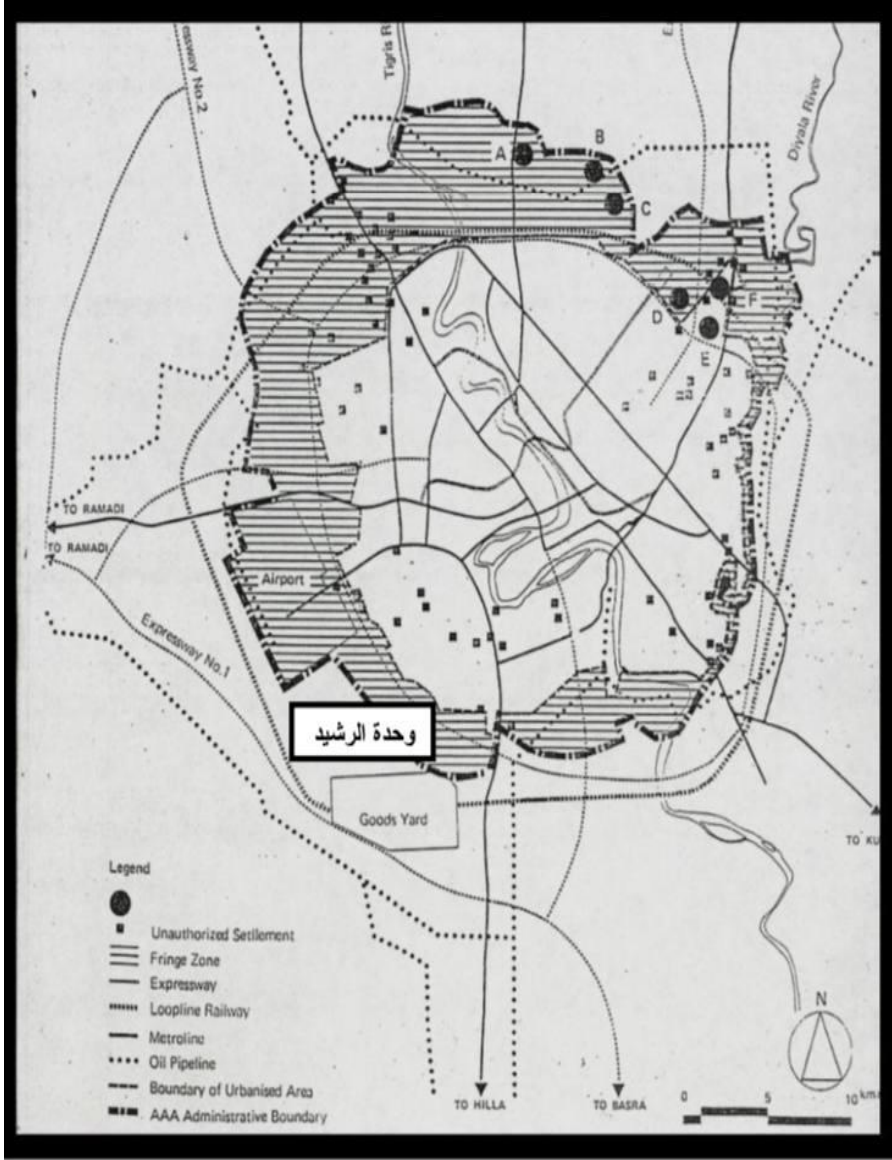 Tigris R
Expressway No.2
Diyala River
A
B
C
D
F
TO RAMADI
TO RAMADI
Airport
Expressway No.1
وحدة الرشيد
Goods Yard
TO KU
Legend
Unauthorized Setllement
Fringe Zone
Expressway
Loopline Railway
Metroline
Oil Pipeline
Boundary of Urbanised Area
AAA Administrative Boundary
TO HILLA
TO BASRA
N
0 5 10 km